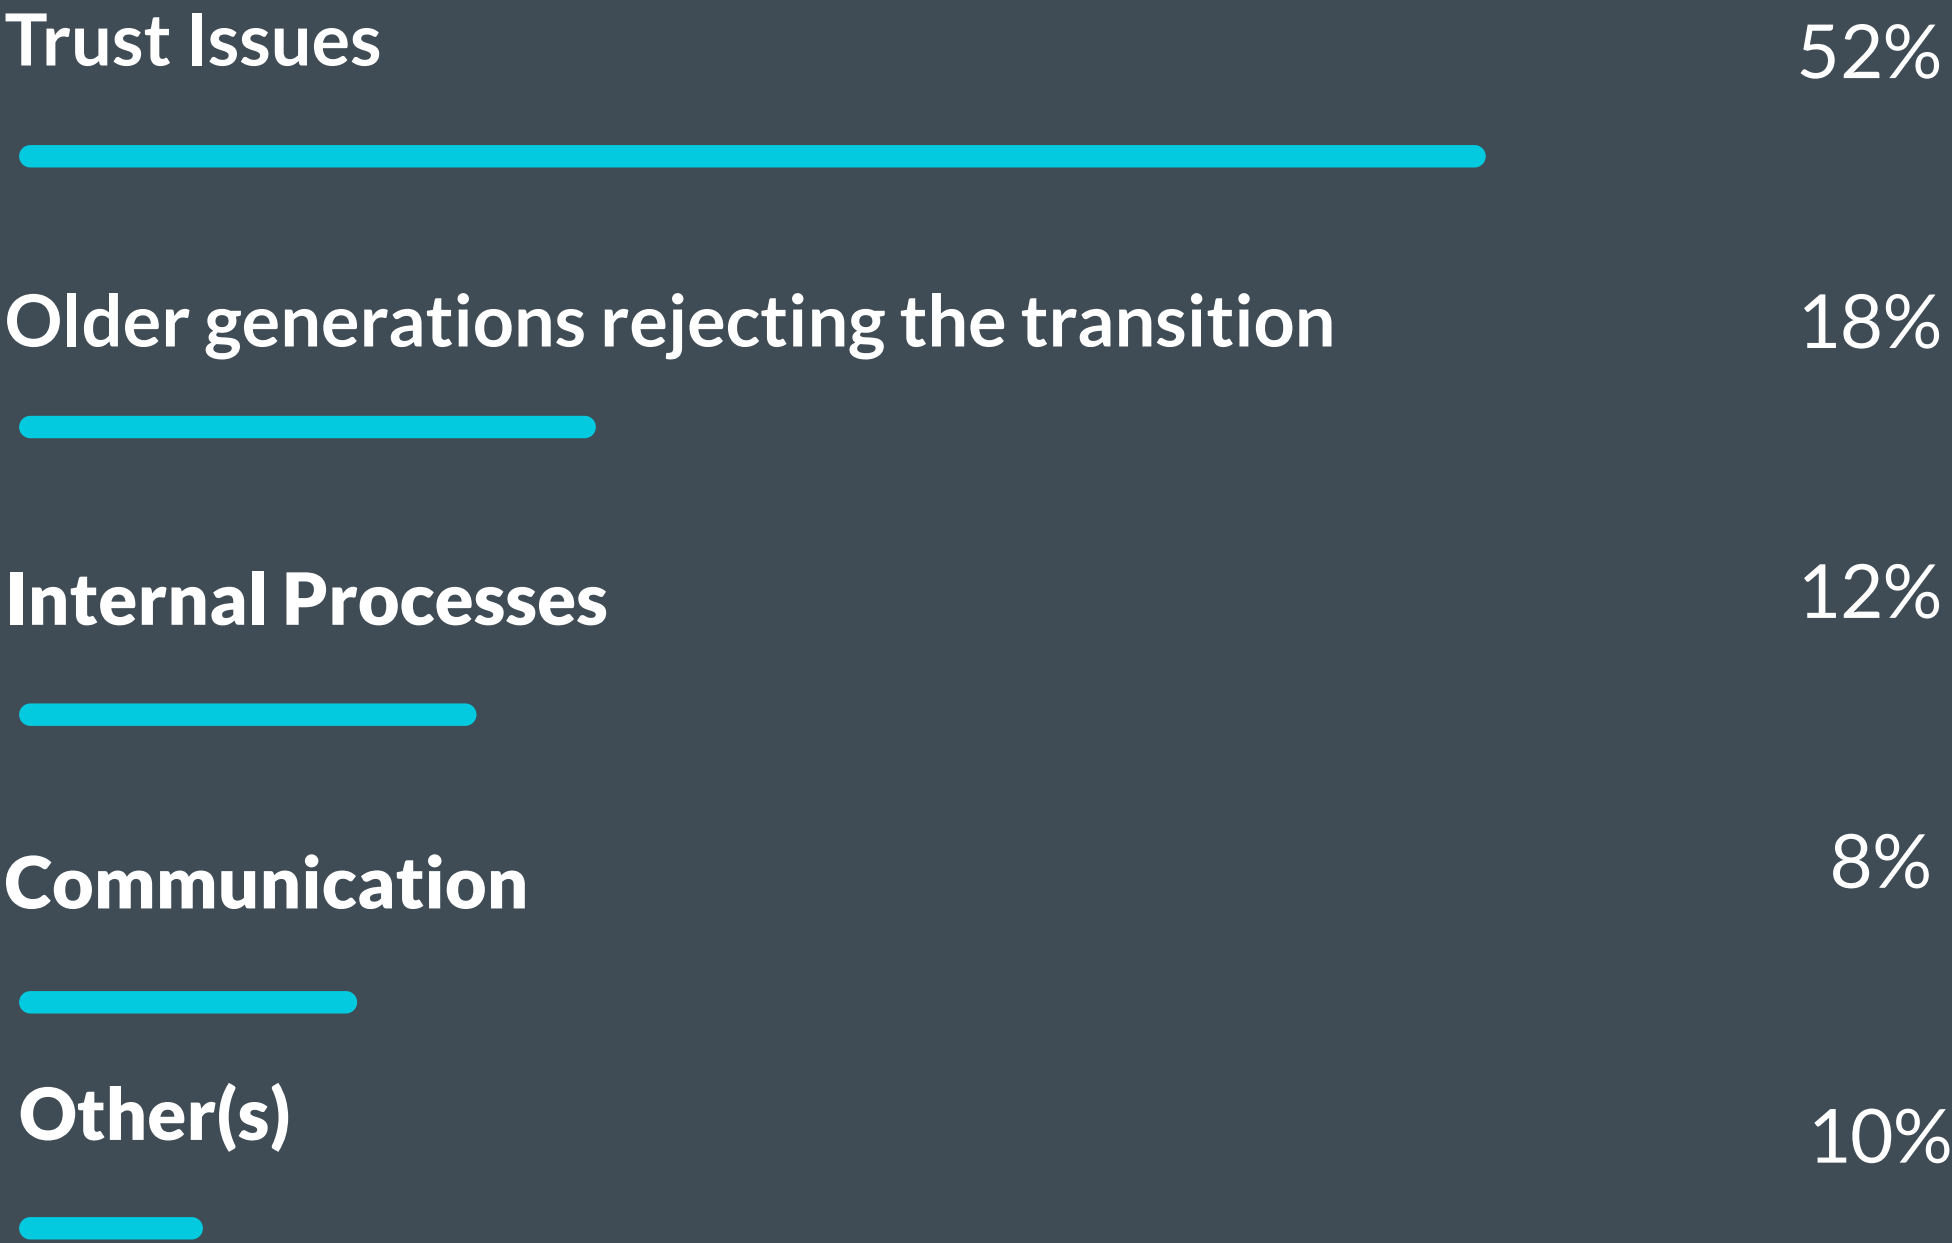 Trust Issues 52%
Older generations rejecting the transition 18%
Internal Processes 12%
Communication 8%
Other(s) 10%